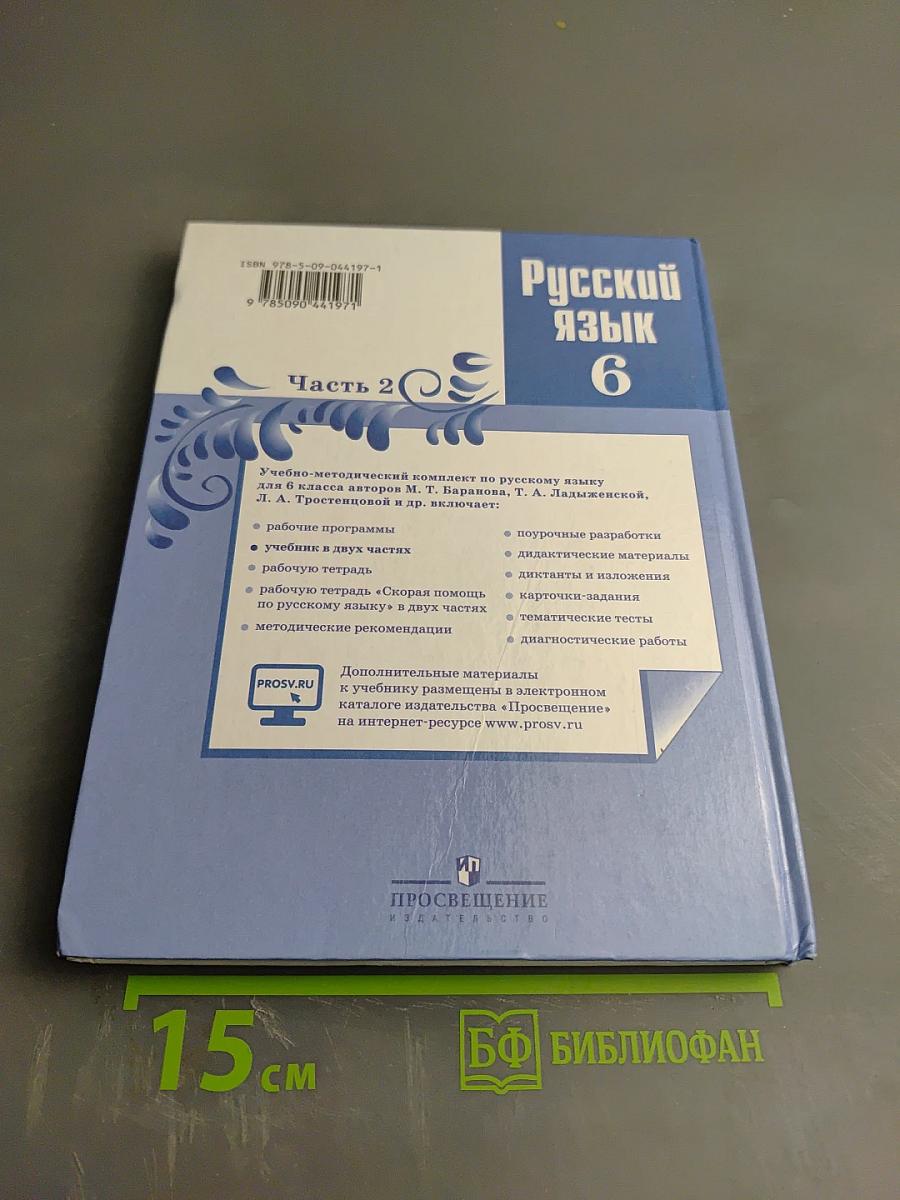 ISBN 978-5-09-044197-1
9 785090 441971
Русский
язык
6
Часть 2
Учебно-методический комплект по русскому языку
для 6 класса авторов М. Т. Баранова, Т. А. Ладыженской,
Л. А. Тростенцовой и др. включает:
рабочие программы
учебник в двух частях
рабочую тетрадь
рабочую тетрадь «Скорая помощь
по русскому языку» в двух частях
методические рекомендации
поурочные разработки
дидактические материалы
диктанты и изложения
карточки-задания
тематические тесты
диагностические работы
PROSV.RU
Дополнительные материалы
к учебнику размещены в электронном
каталоге издательства «Просвещение»
на интернет-ресурсе www.prosv.ru
ИП
ПРОСВЕЩЕНИЕ
ИЗДАТЕЛЬСТВО
15 см
БФ БИБЛИОФАН